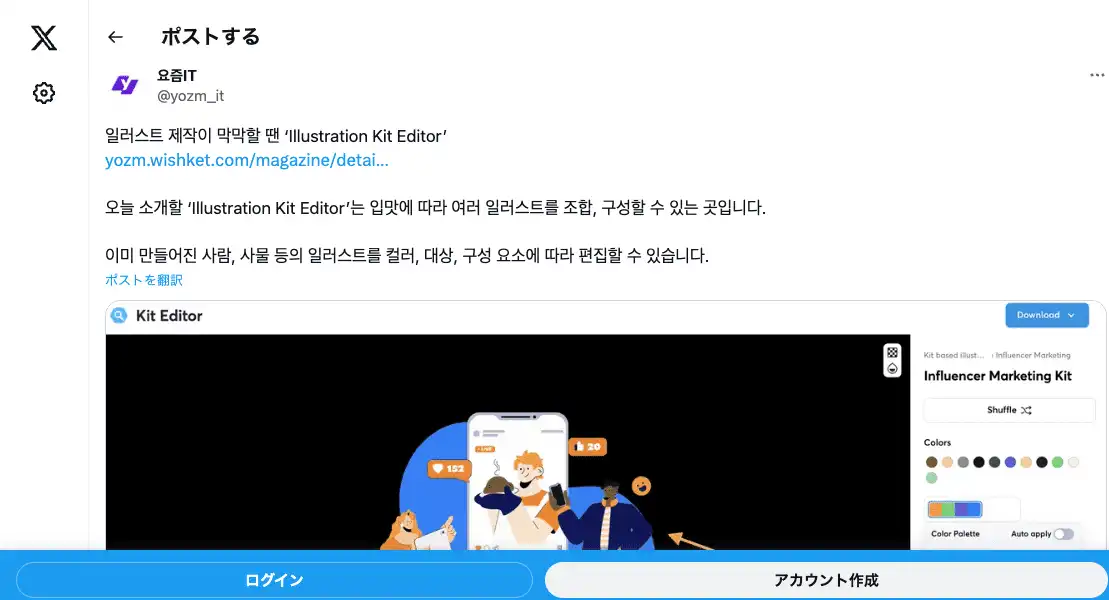 ポストする
요즘IT
@yozm_it
일러스트 제작이 막막할 땐 ‘Illustration Kit Editor’
yozm.wishket.com/magazine/detai...
오늘 소개할 ‘Illustration Kit Editor’는 입맛에 따라 여러 일러스트를 조합, 구성할 수 있는 곳입니다.
이미 만들어진 사람, 사물 등의 일러스트를 컬러, 대상, 구성 요소에 따라 편집할 수 있습니다.
ポストを翻訳
Kit Editor
Download
Kit based illust... › Influencer Marketing
Influencer Marketing Kit
Shuffle
Colors
20
152
Color Palette
Auto apply
ログイン
アカウント作成